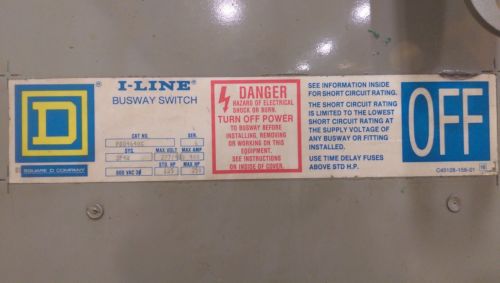 D
SQUARE D COMPANY
I-LINE®
BUSWAY SWITCH
CAT NO. SER.
SYS. MAX VOLT MAX AMP
STD HP MAX HP
600 VAC
DANGER
HAZARD OF ELECTRICAL
SHOCK OR BURN.
TURN OFF POWER
TO BUSWAY BEFORE
INSTALLING, REMOVING
OR WORKING ON THIS
EQUIPMENT.
SEE INSTRUCTIONS
ON INSIDE OF COVER.
SEE INFORMATION INSIDE
FOR SHORT CIRCUIT RATING.
THE SHORT CIRCUIT RATING
IS LIMITED TO THE LOWEST
SHORT CIRCUIT RATING AT
THE SUPPLY VOLTAGE OF
ANY BUSWAY OR FITTING
INSTALLED.
USE TIME DELAY FUSES
ABOVE STD H.P.
OFF